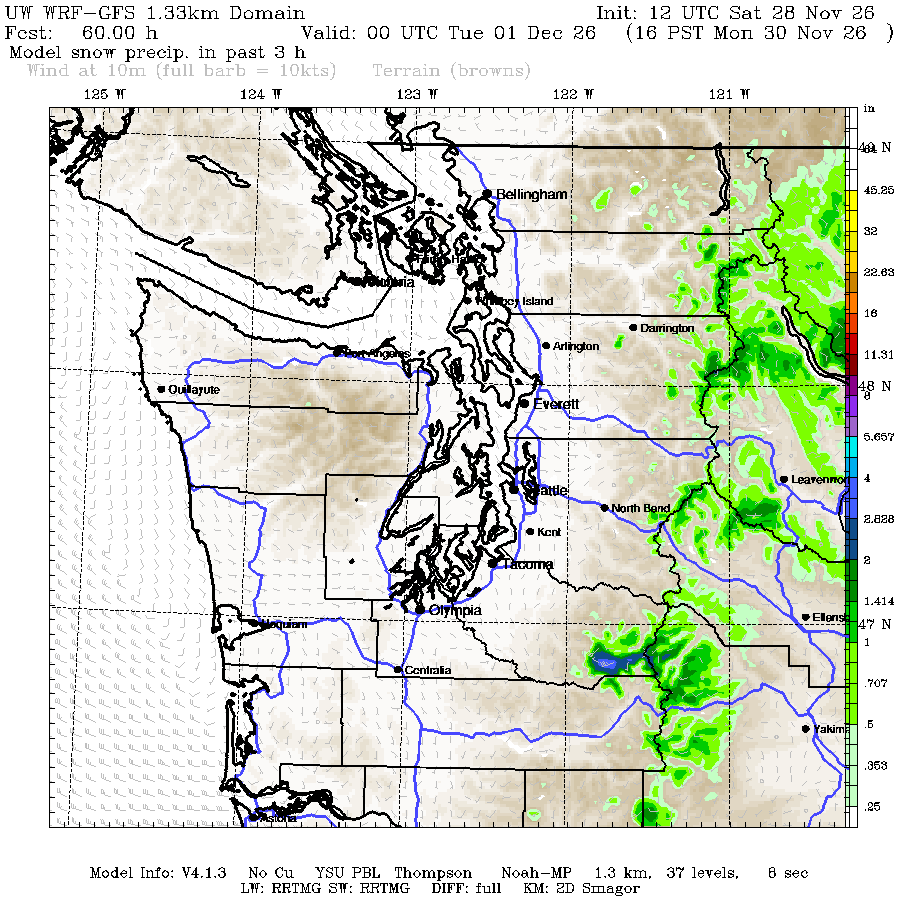 UW WRF-GFS 1.33km Domain Init: 12 UTC Sat 28 Nov 26
Fcst: 60.00 h Valid: 00 UTC Tue 01 Dec 26 (16 PST Mon 30 Nov 26 )
Model snow precip. in past 3 h
Wind at 10m (full barb = 10kts) Terrain (browns)
125 W 124 W 123 W 122 W 121 W
in
49 N
64
Bellingham
45.25
32
22.63
Victoria
Whidbey Island
16
Darrington
Arlington
11.31
Port Angeles
Quillayute
48 N
8
Everett
5.657
4
Leavenwor
Seattle
North Bend
2.828
Kent
2
Tacoma
1.414
Olympia
Ellens
Hoquiam
47 N
1
Centralia
.707
.5
Yakima
.353
.25
Astoria
Model Info: V4.1.3 No Cu YSU PBL Thompson Noah-MP 1.3 km, 37 levels, 8 sec
LW: RRTMG SW: RRTMG DIFF: full KM: 2D Smagor